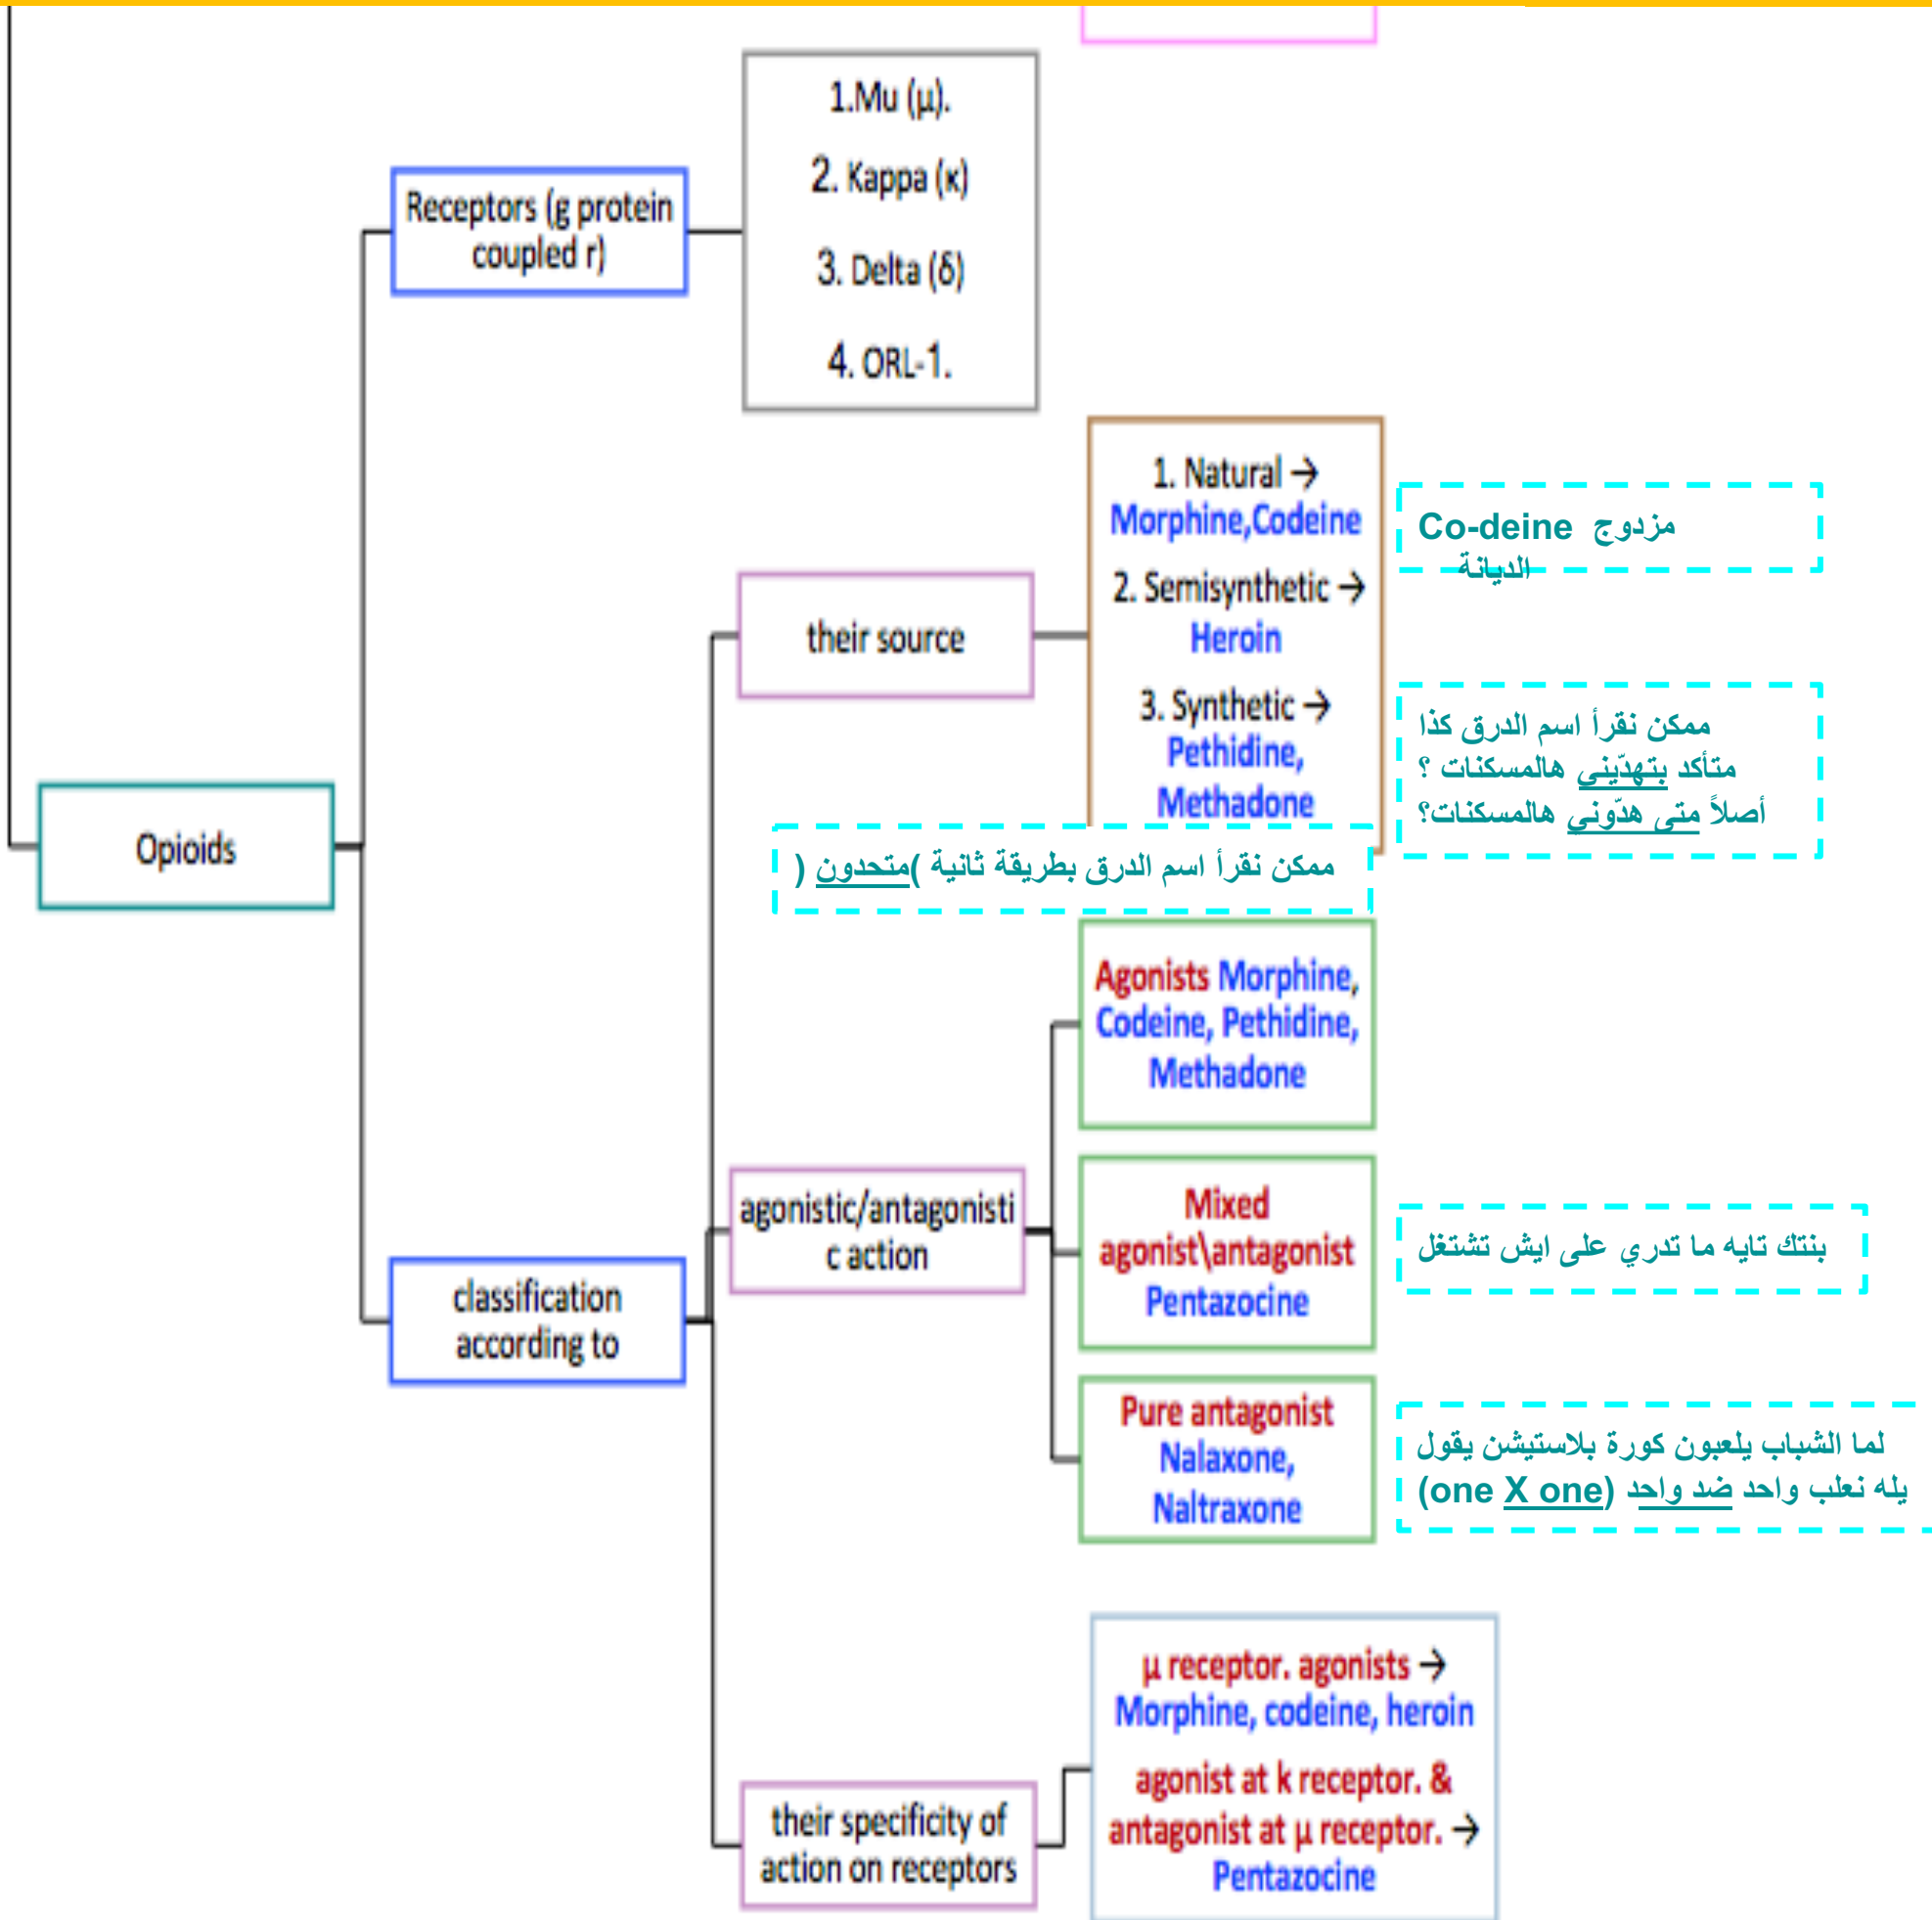 1.Mu (µ).
2. Kappa (κ)
3. Delta (δ)
4. ORL-1.
Receptors (g protein
coupled r)
1. Natural →
Morphine,Codeine
2. Semisynthetic →
Heroin
3. Synthetic →
Pethidine,
Methadone
Co-deine مزدوج
الديانة
their source
ممكن نقرأ اسم الدرق كذا
متأكد بتهدّيني هالمسكنات ؟
أصلاً متى هدّوني هالمسكنات؟
Opioids
ممكن نقرأ اسم الدرق بطريقة ثانية )متحدون (
Agonists Morphine,
Codeine, Pethidine,
Methadone
agonistic/antagonisti
c action
Mixed
agonist\antagonist
Pentazocine
بنتك تايه ما تدري على ايش تشتغل
classification
according to
Pure antagonist
Nalaxone,
Naltraxone
لما الشباب يلعبون كورة بلاستيشن يقول
يله نعلب واحد ضد واحد (one X one)
µ receptor. agonists →
Morphine, codeine, heroin
agonist at k receptor. &
antagonist at µ receptor. →
Pentazocine
their specificity of
action on receptors